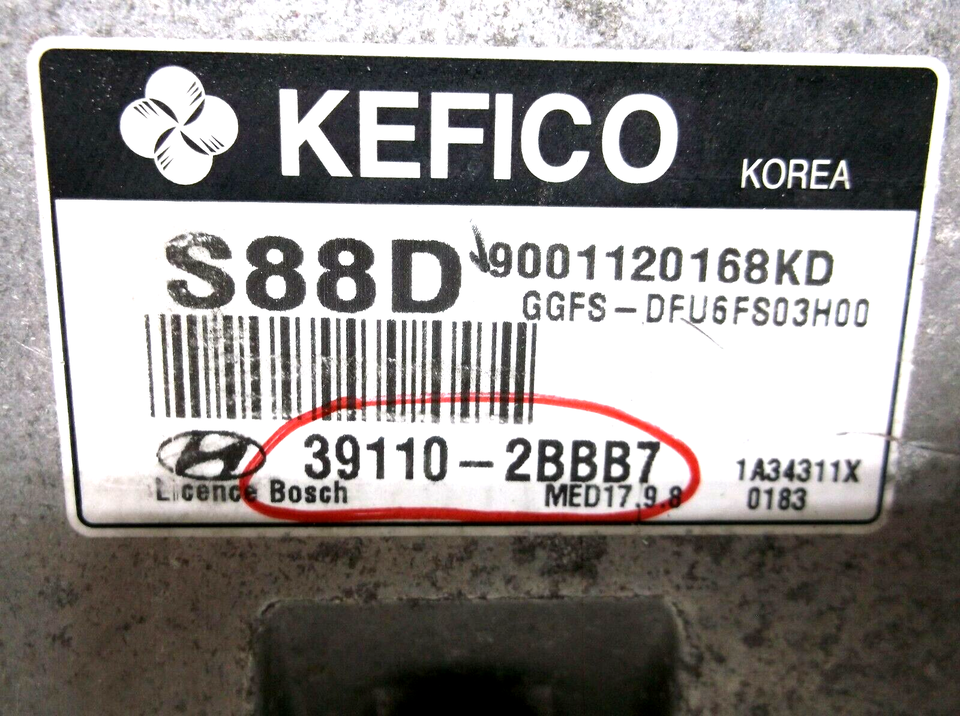 KEFICO
KOREA
S88D
9001120168KD
GGFS-DFU6FS03H00
39110-2BBB7
Licence Bosch
MED17.9.8
1A34311X
0183